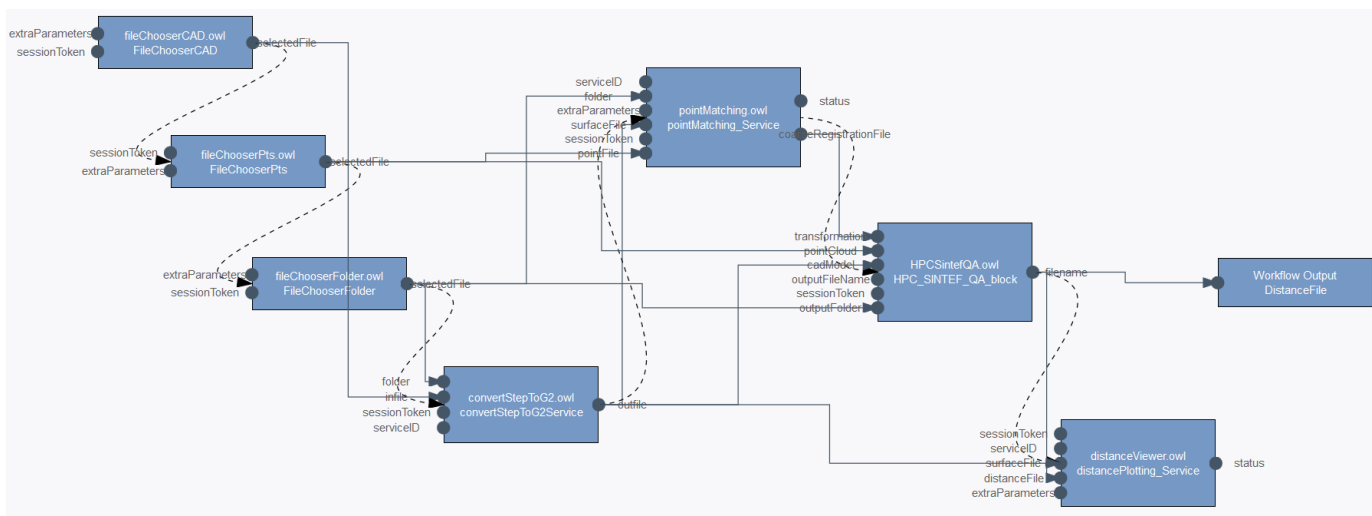 extraParameters
sessionToken
fileChooserCAD.owl
FileChooserCAD
selectedFile
sessionToken
extraParameters
fileChooserPts.owl
FileChooserPts
selectedFile
extraParameters
sessionToken
fileChooserFolder.owl
FileChooserFolder
selectedFile
folder
infile
sessionToken
serviceID
convertStepToG2.owl
convertStepToG2Service
outfile
serviceID
folder
extraParameters
surfaceFile
sessionToken
pointFile
pointMatching.owl
pointMatching_Service
status
coarseRegistrationFile
transformation
pointCloud
cadModel
outputFileName
sessionToken
outputFolder
HPCSintefQA.owl
HPC_SINTEF_QA_block
filename
Workflow Output
DistanceFile
sessionToken
serviceID
surfaceFile
distanceFile
extraParameters
distanceViewer.owl
distancePlotting_Service
status